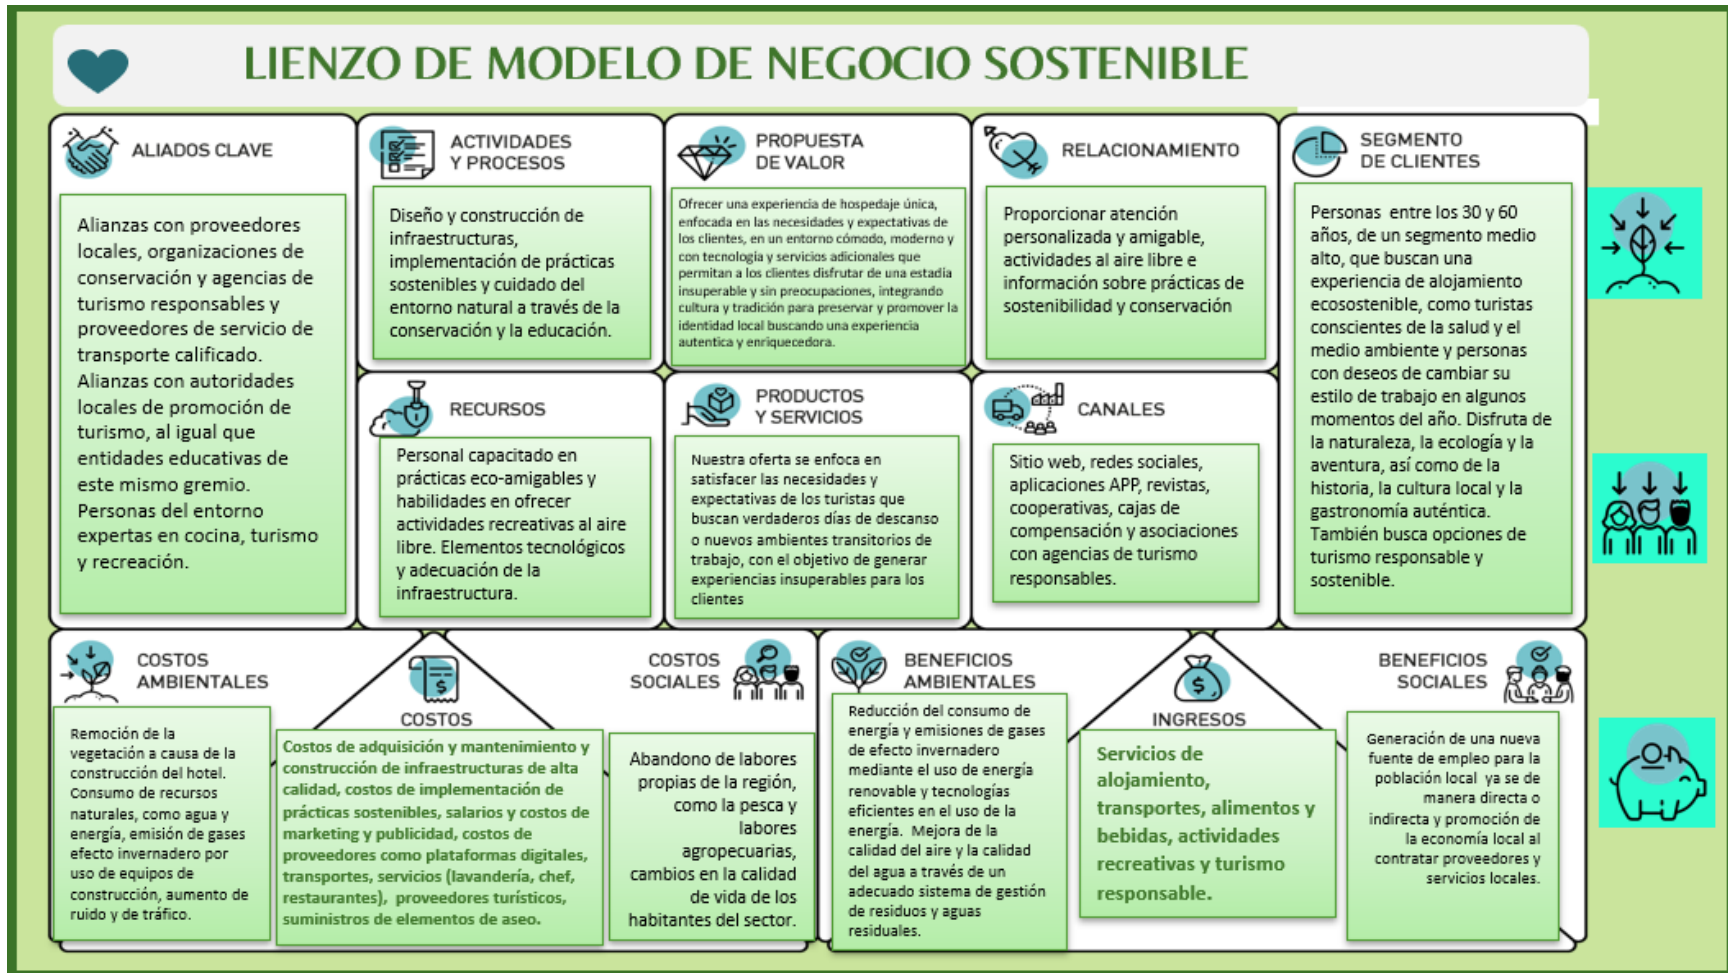 LIENZO DE MODELO DE NEGOCIO SOSTENIBLE
ALIADOS CLAVE
Alianzas con proveedores
locales, organizaciones de
conservación y agencias de
turismo responsables y
proveedores de servicio de
transporte calificado.
Alianzas con autoridades
locales de promoción de
turismo, al igual que
entidades educativas de
este mismo gremio.
Personas del entorno
expertas en cocina, turismo
y recreación.
ACTIVIDADES
Y PROCESOS
Diseño y construcción de
infraestructuras,
implementación de prácticas
sostenibles y cuidado del
entorno natural a través de la
conservación y la educación.
RECURSOS
Personal capacitado en
prácticas eco-amigables y
habilidades en ofrecer
actividades recreativas al aire
libre. Elementos tecnológicos
y adecuación de la
infraestructura.
PROPUESTA
DE VALOR
Ofrecer una experiencia de hospedaje única,
enfocada en las necesidades y expectativas de
los clientes, en un entorno cómodo, moderno y
con tecnología y servicios adicionales que
permitan a los clientes disfrutar de una estadía
insuperable y sin preocupaciones, integrando
cultura y tradición para preservar y promover la
identidad local buscando una experiencia
autentica y enriquecedora.
PRODUCTOS
Y SERVICIOS
Nuestra oferta se enfoca en
satisfacer las necesidades y
expectativas de los turistas que
buscan verdaderos días de descanso
o nuevos ambientes transitorios de
trabajo, con el objetivo de generar
experiencias insuperables para los
clientes
RELACIONAMIENTO
Proporcionar atención
personalizada y amigable,
actividades al aire libre e
información sobre prácticas de
sostenibilidad y conservación
CANALES
Sitio web, redes sociales,
aplicaciones APP, revistas,
cooperativas, cajas de
compensación y asociaciones
con agencias de turismo
responsables.
SEGMENTO
DE CLIENTES
Personas entre los 30 y 60
años, de un segmento medio
alto, que buscan una
experiencia de alojamiento
ecosostenible, como turistas
conscientes de la salud y el
medio ambiente y personas
con deseos de cambiar su
estilo de trabajo en algunos
momentos del año. Disfruta de
la naturaleza, la ecología y la
aventura, así como de la
historia, la cultura local y la
gastronomía auténtica.
También busca opciones de
turismo responsable y
sostenible.
COSTOS
AMBIENTALES
Remoción de la
vegetación a causa de la
construcción del hotel.
Consumo de recursos
naturales, como agua y
energía, emisión de gases
efecto invernadero por
uso de equipos de
construcción, aumento de
ruido y de tráfico.
COSTOS
Costos de adquisición y mantenimiento y
construcción de infraestructuras de alta
calidad, costos de implementación de
prácticas sostenibles, salarios y costos de
marketing y publicidad, costos de
proveedores como plataformas digitales,
transportes, servicios (lavandería, chef,
restaurantes), proveedores turísticos,
suministros de elementos de aseo.
COSTOS
SOCIALES
Abandono de labores
propias de la región,
como la pesca y
labores
agropecuarias,
cambios en la calidad
de vida de los
habitantes del sector.
BENEFICIOS
AMBIENTALES
Reducción del consumo de
energía y emisiones de gases
de efecto invernadero
mediante el uso de energía
renovable y tecnologías
eficientes en el uso de la
energía. Mejora de la
calidad del aire y la calidad
del agua a través de un
adecuado sistema de gestión
de residuos y aguas
residuales.
INGRESOS
Servicios de
alojamiento,
transportes, alimentos y
bebidas, actividades
recreativas y turismo
responsable.
BENEFICIOS
SOCIALES
Generación de una nueva
fuente de empleo para la
población local ya se de
manera directa o
indirecta y promoción de
la economía local al
contratar proveedores y
servicios locales.